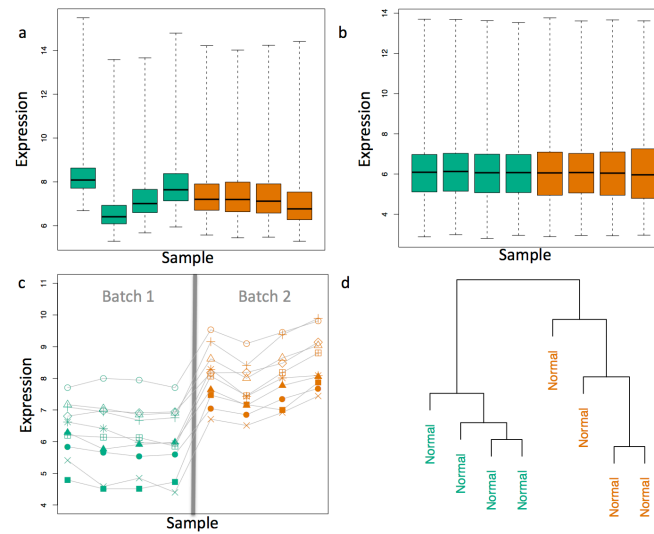 a
Expression
6
8
10
12
14
Sample
b
Expression
4
6
8
10
12
14
Sample
c
Batch 1
Batch 2
Expression
4
5
6
7
8
9
10
11
Sample
d
Normal
Normal
Normal
Normal
Normal
Normal
Normal
Normal